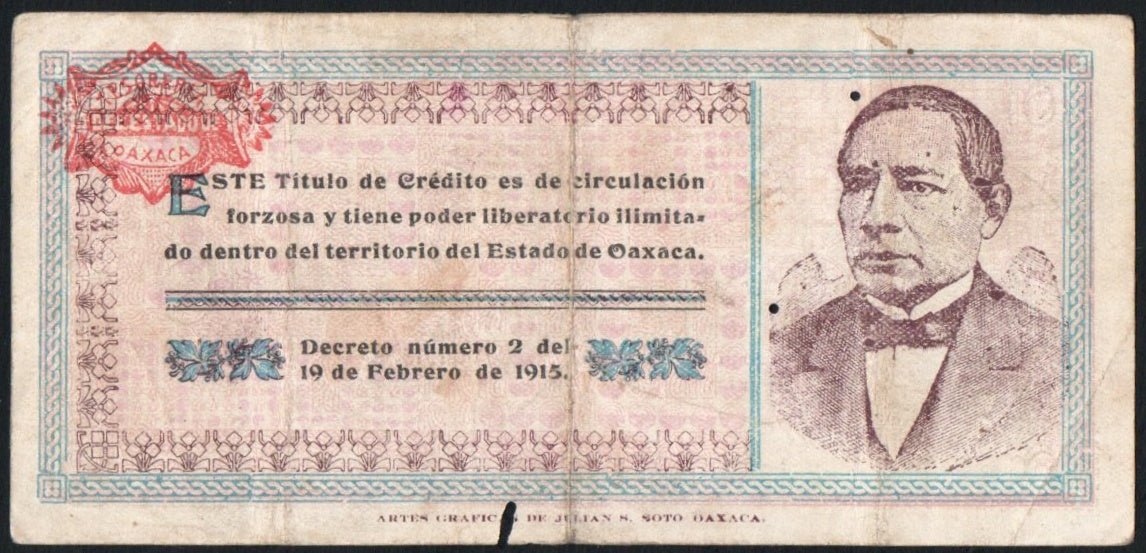 OAXACA
ESTE Título de Crédito es de circulación
forzosa y tiene poder liberatorio ilimita=
do dentro del territorio del Estado de Oaxaca.
Decreto número 2 del
19 de Febrero de 1915.
ARTES GRAFICAS DE JULIAN S. SOTO OAXACA.